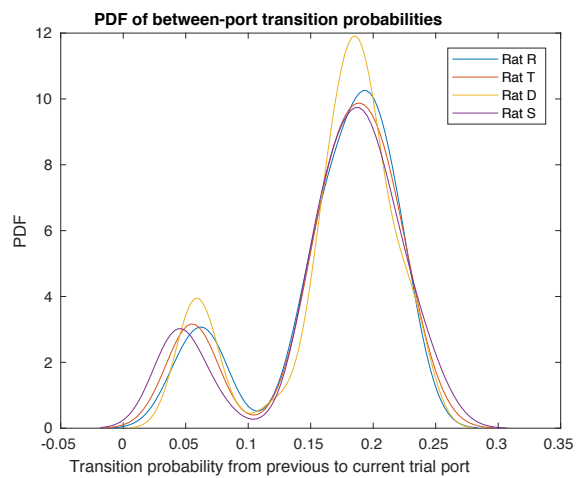 PDF of between-port transition probabilities
12
10
8
6
4
2
0
PDF
Rat R
Rat T
Rat D
Rat S
-0.05 0 0.05 0.1 0.15 0.2 0.25 0.3 0.35
Transition probability from previous to current trial port